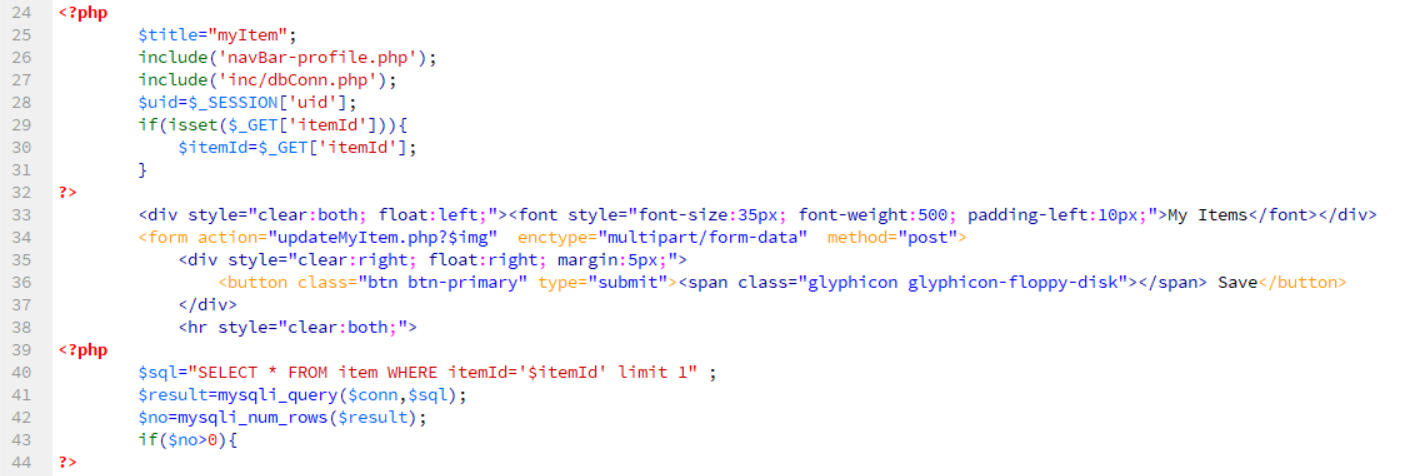 24 <?php
25 $title="myItem";
26 include('navBar-profile.php');
27 include('inc/dbConn.php');
28 $uid=$_SESSION['uid'];
29 if(isset($_GET['itemId'])){
30 $itemId=$_GET['itemId'];
31 }
32 ?>
33 <div style="clear:both; float:left;"><font style="font-size:35px; font-weight:500; padding-left:10px;">My Items</font></div>
34 <form action="updateMyItem.php?$img" enctype="multipart/form-data" method="post">
35 <div style="clear:right; float:right; margin:5px;">
36 <button class="btn btn-primary" type="submit"><span class="glyphicon glyphicon-floppy-disk"></span> Save</button>
37 </div>
38 <hr style="clear:both;">
39 <?php
40 $sql="SELECT * FROM item WHERE itemId='$itemId' limit 1" ;
41 $result=mysqli_query($conn,$sql);
42 $no=mysqli_num_rows($result);
43 if($no>0){
44 ?>